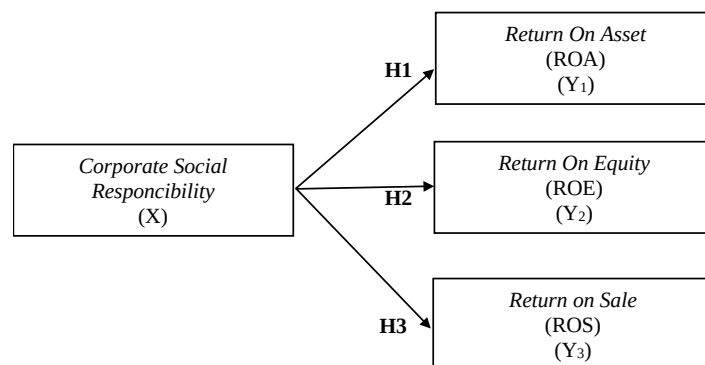 Return On Asset
(ROA)
(Y₁)
H1
Corporate Social
Responcibility
(X)
Return On Equity
(ROE)
(Y₂)
H2
Return on Sale
(ROS)
(Y₃)
H3